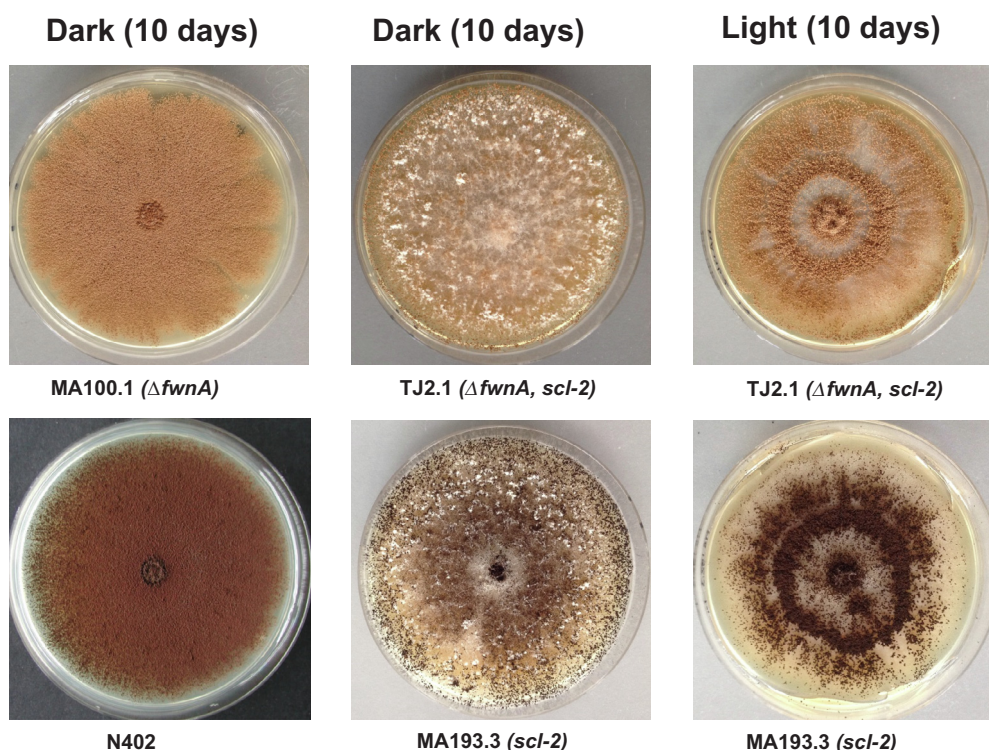 Dark (10 days)
Dark (10 days)
Light (10 days)
MA100.1 (ΔfwnA)
TJ2.1 (ΔfwnA, scl-2)
TJ2.1 (ΔfwnA, scl-2)
N402
MA193.3 (scl-2)
MA193.3 (scl-2)